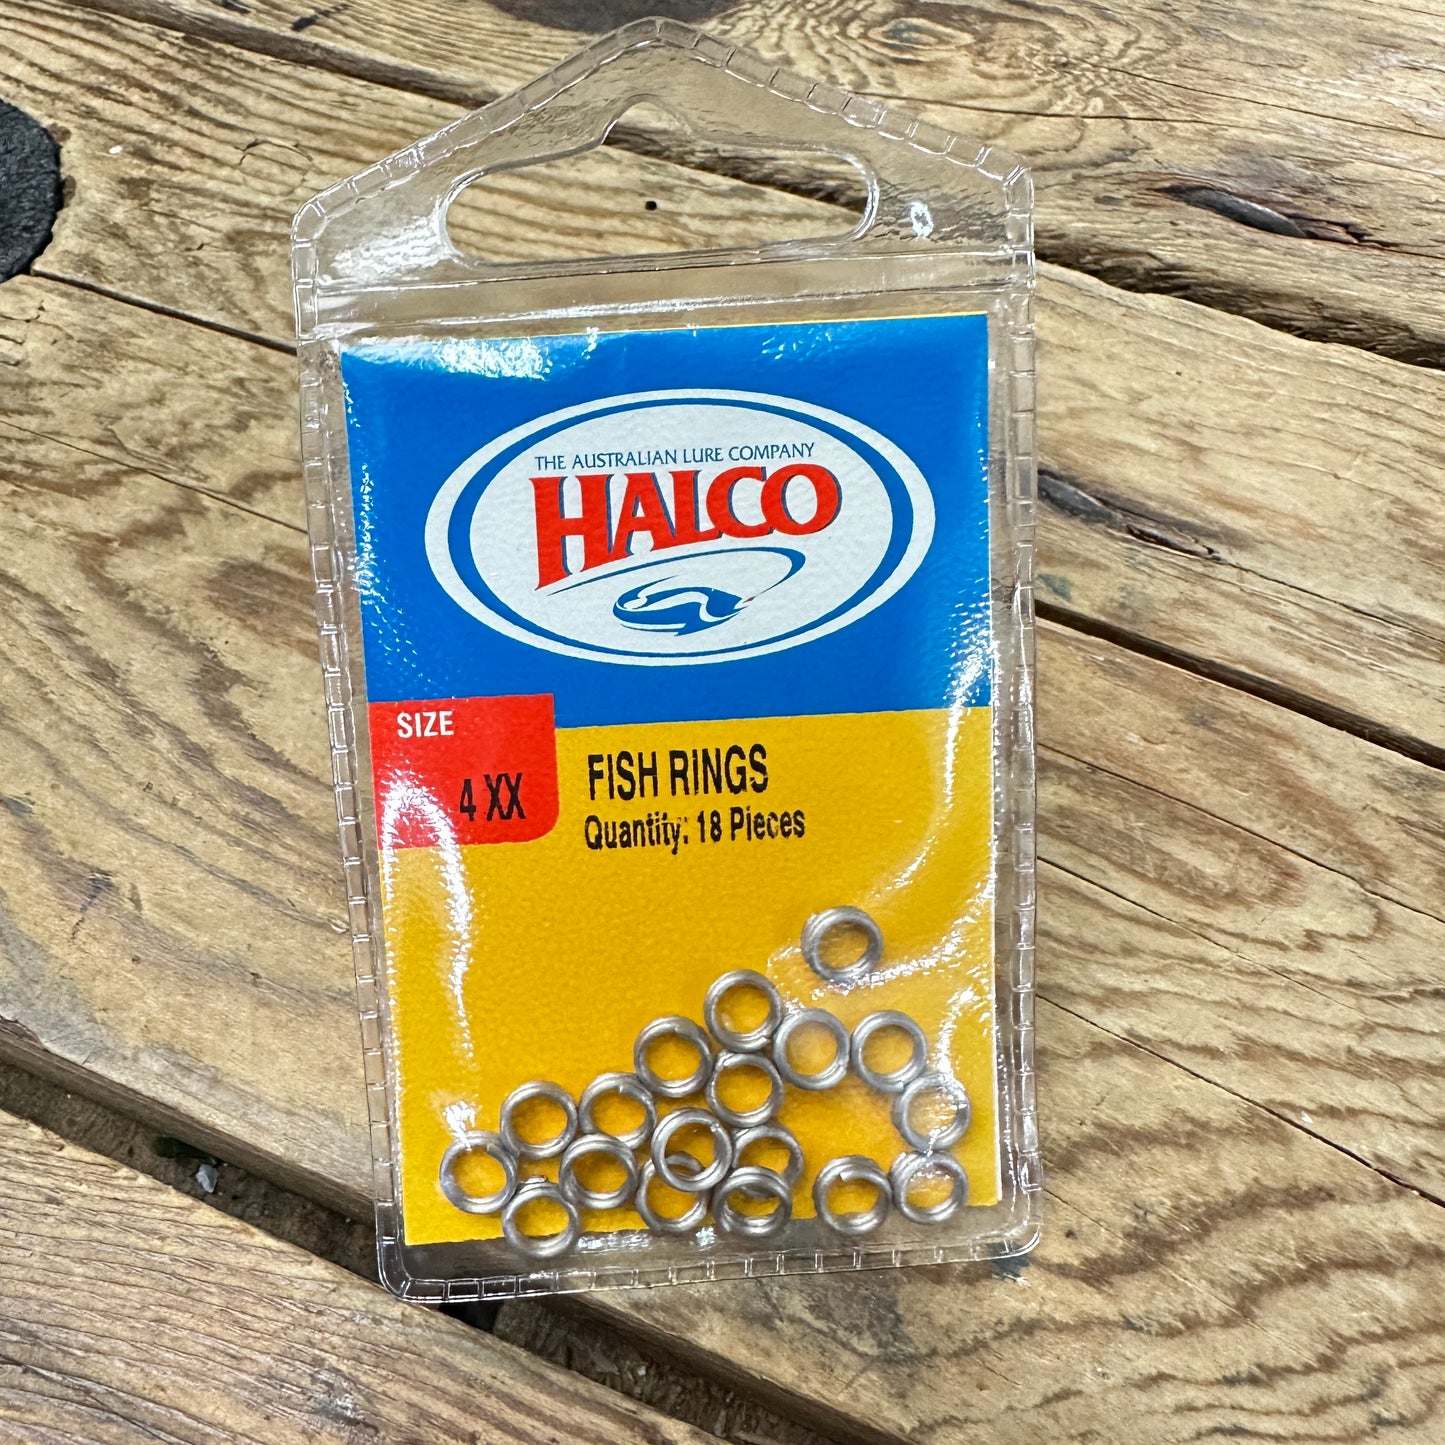 THE AUSTRALIAN LURE COMPANY
HALCO
SIZE
4 XX
FISH RINGS
Quantity: 18 Pieces